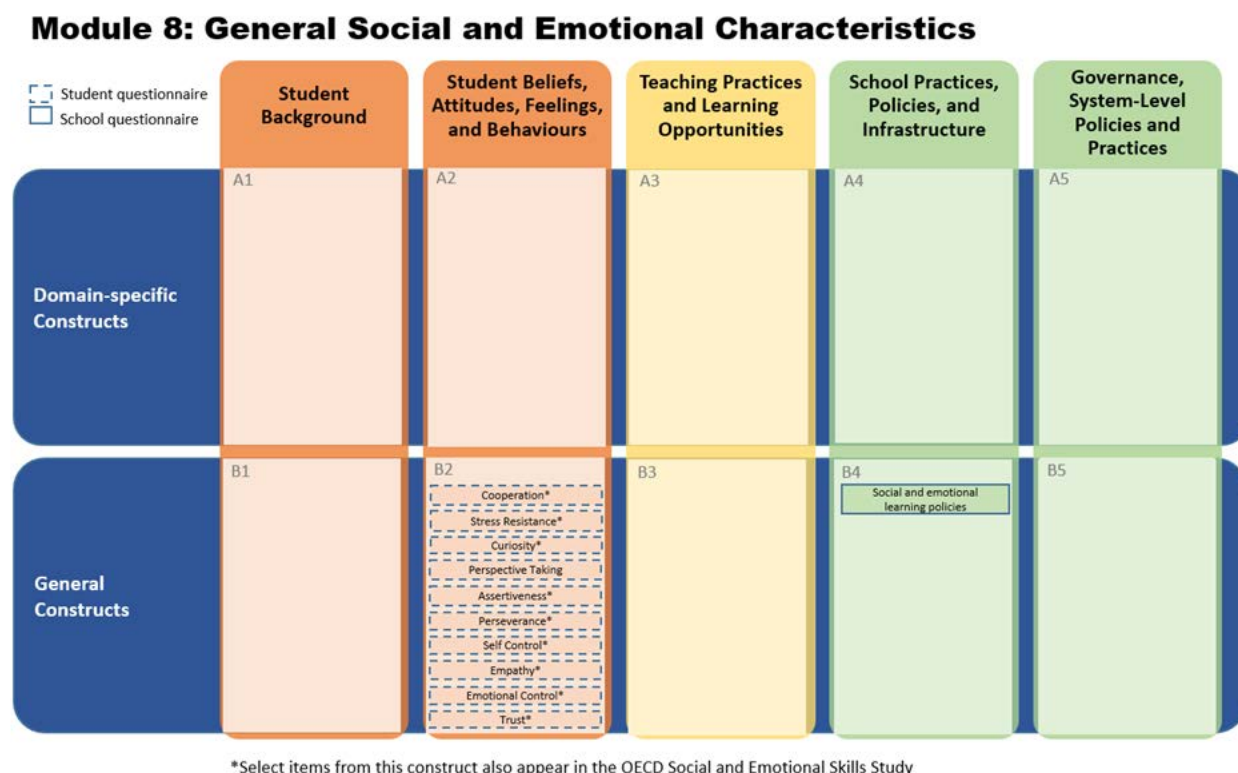 Module 8: General Social and Emotional Characteristics
Student questionnaire
School questionnaire
Student
Background
Student Beliefs,
Attitudes, Feelings,
and Behaviours
Teaching Practices
and Learning
Opportunities
School Practices,
Policies, and
Infrastructure
Governance,
System-Level
Policies and
Practices
Domain-specific
Constructs
A1
A2
A3
A4
A5
General
Constructs
B1
B2
Cooperation*
Stress Resistance*
Curiosity*
Perspective Taking
Assertiveness*
Perseverance*
Self Control*
Empathy*
Emotional Control*
Trust*
B3
B4
Social and emotional
learning policies
B5
*Select items from this construct also appear in the OECD Social and Emotional Skills Study